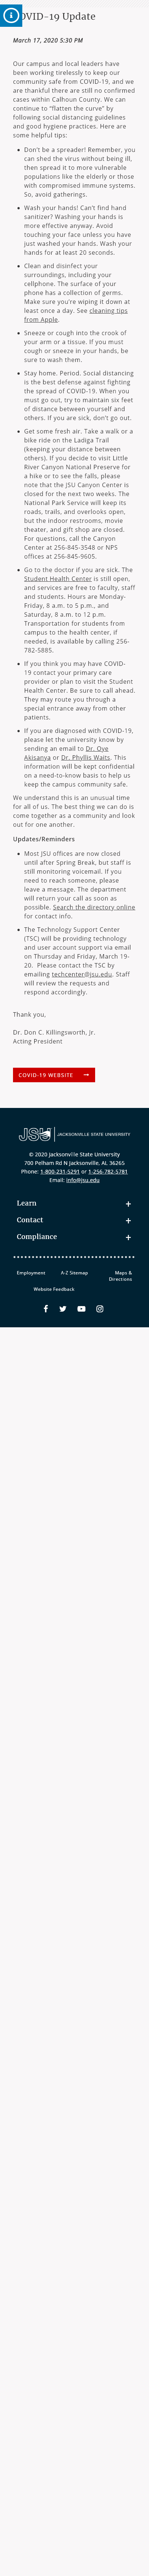 COVID-19 Update
March 17, 2020 5:30 PM
Our campus and local leaders have
been working tirelessly to keep our
community safe from COVID-19, and we
are thankful that there are no confirmed
cases within Calhoun County. We can
continue to “flatten the curve” by
following social distancing guidelines
and good hygiene practices. Here are
some helpful tips:
Don’t be a spreader! Remember, you
can shed the virus without being ill,
then spread it to more vulnerable
populations like the elderly or those
with compromised immune systems.
So, avoid gatherings.
Wash your hands! Can’t find hand
sanitizer? Washing your hands is
more effective anyway. Avoid
touching your face unless you have
just washed your hands. Wash your
hands for at least 20 seconds.
Clean and disinfect your
surroundings, including your
cellphone. The surface of your
phone has a collection of germs.
Make sure you’re wiping it down at
least once a day. See cleaning tips
from Apple.
Sneeze or cough into the crook of
your arm or a tissue. If you must
cough or sneeze in your hands, be
sure to wash them.
Stay home. Period. Social distancing
is the best defense against fighting
the spread of COVID-19. When you
must go out, try to maintain six feet
of distance between yourself and
others. If you are sick, don’t go out.
Get some fresh air. Take a walk or a
bike ride on the Ladiga Trail
(keeping your distance between
others). If you decide to visit Little
River Canyon National Preserve for
a hike or to see the falls, please
note that the JSU Canyon Center is
closed for the next two weeks. The
National Park Service will keep the
roads, trails, and overlooks open,
but the indoor restrooms, movie
theater, and gift shop are closed.
For questions, call the Canyon
Center at 256-845-3548 or NPS
offices at 256-845-9605.
Go to the doctor if you are sick. The
Student Health Center is still open,
and services are free to faculty, staff
and students. Hours are Monday-
Friday, 8 a.m. to 5 p.m., and
Saturday, 8 a.m. to 12 p.m.
Transportation for students from
campus to the health center, if
needed, is available by calling 256-
782-5885.
If you think you may have COVID-
19 contact your primary care
provider or plan to visit the Student
Health Center. Be sure to call ahead.
They may route you through a
special entrance away from other
patients.
If you are diagnosed with COVID-19,
please let the university know by
sending an email to Dr. Oye
Akisanya or Dr. Phyllis Waits. This
information will be kept confidential
on a need-to-know basis to help us
keep the campus community safe.
We understand this is an unusual time
for all of us. The best thing we can do is
come together as a community and look
out for one another.
Updates/Reminders
Most JSU offices are now closed
until after Spring Break, but staff is
still monitoring voicemail. If you
need to reach someone, please
leave a message. The department
will return your call as soon as
possible. Search the directory online
for contact info.
The Technology Support Center
(TSC) will be providing technology
and user account support via email
on Thursday and Friday, March 19-
20. Please contact the TSC by
emailing techcenter@jsu.edu. Staff
will review the requests and
respond accordingly.
Thank you,
Dr. Don C. Killingsworth, Jr.
Acting President
COVID-19 WEBSITE
JSU JACKSONVILLE STATE UNIVERSITY
© 2020 Jacksonville State University
700 Pelham Rd N Jacksonville, AL 36265
Phone: 1-800-231-5291 or 1-256-782-5781
Email: info@jsu.edu
Learn +
Contact +
Compliance +
Employment A-Z Sitemap Maps &
Directions
Website Feedback